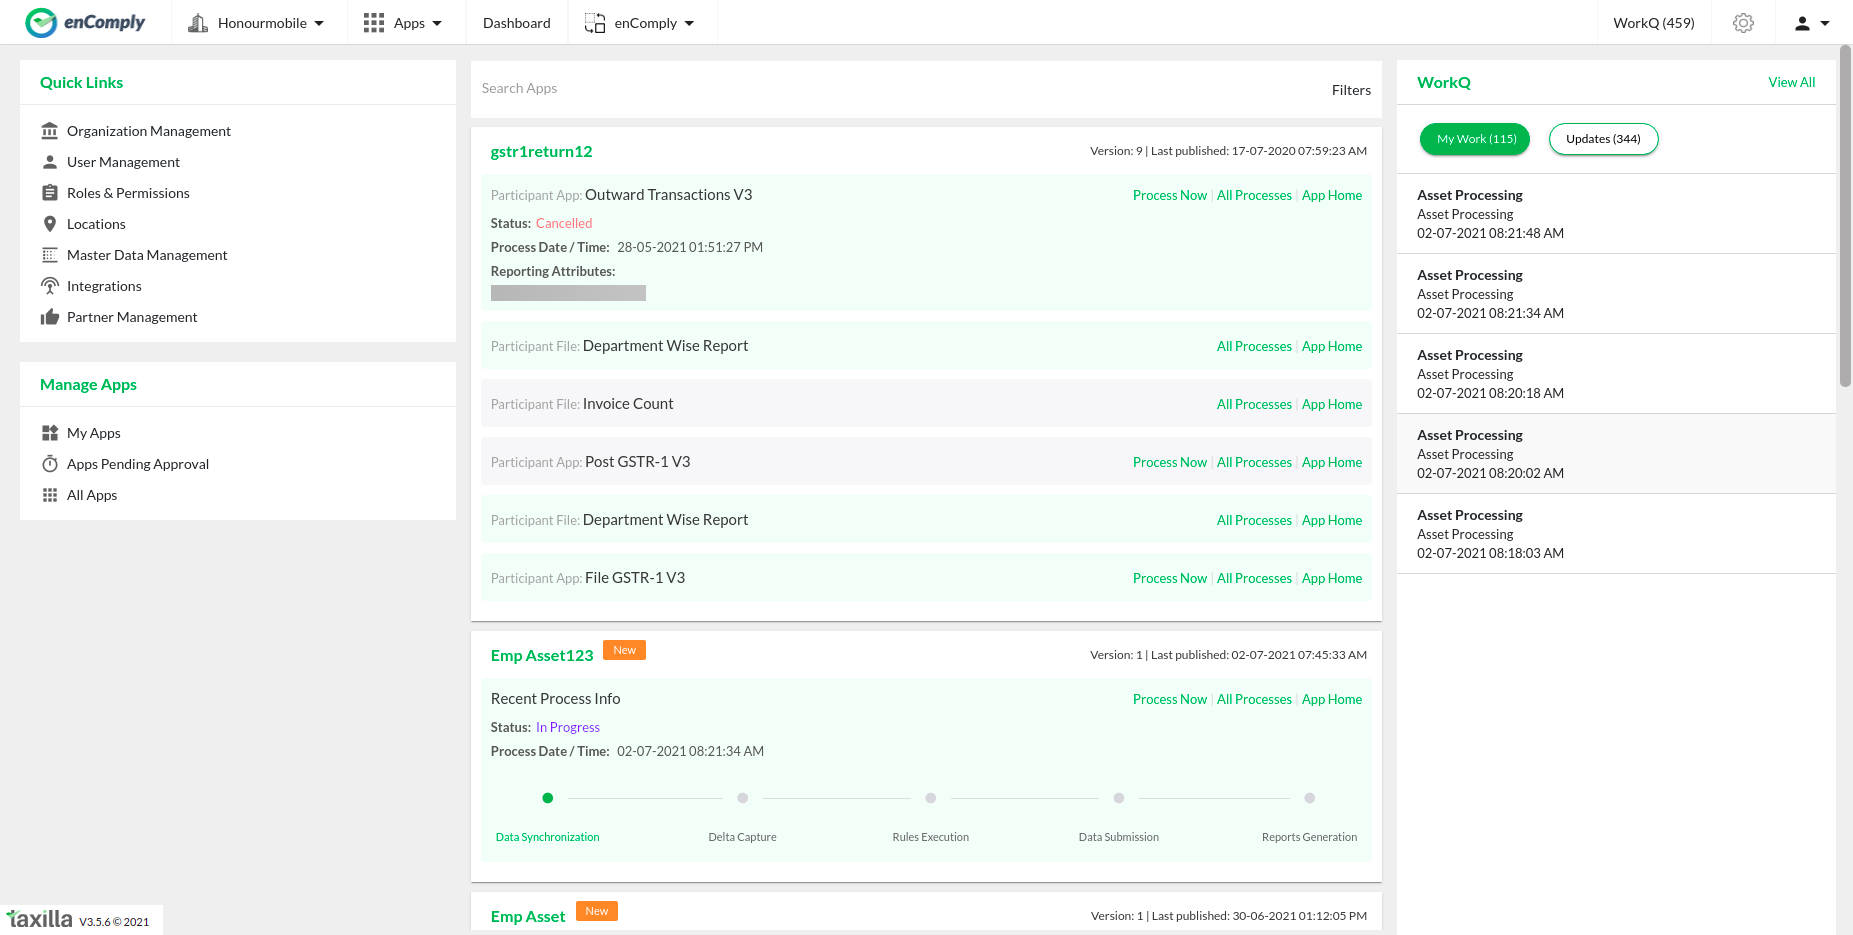 enComply
Honourmobile
Apps
Dashboard
enComply
WorkQ (459)
Quick Links
Organization Management
User Management
Roles & Permissions
Locations
Master Data Management
Integrations
Partner Management
Manage Apps
My Apps
Apps Pending Approval
All Apps
Search Apps
Filters
gstr1return12
Version: 9 | Last published: 17-07-2020 07:59:23 AM
Participant App: Outward Transactions V3
Process Now | All Processes | App Home
Status: Cancelled
Process Date / Time: 28-05-2021 01:51:27 PM
Reporting Attributes:
Participant File: Department Wise Report
All Processes | App Home
Participant File: Invoice Count
All Processes | App Home
Participant App: Post GSTR-1 V3
Process Now | All Processes | App Home
Participant File: Department Wise Report
All Processes | App Home
Participant App: File GSTR-1 V3
Process Now | All Processes | App Home
Emp Asset123
New
Version: 1 | Last published: 02-07-2021 07:45:33 AM
Recent Process Info
Process Now | All Processes | App Home
Status: In Progress
Process Date / Time: 02-07-2021 08:21:34 AM
Data Synchronization
Delta Capture
Rules Execution
Data Submission
Reports Generation
Emp Asset
New
Version: 1 | Last published: 30-06-2021 01:12:05 PM
WorkQ
View All
My Work (115)
Updates (344)
Asset Processing
Asset Processing
02-07-2021 08:21:48 AM
Asset Processing
Asset Processing
02-07-2021 08:21:34 AM
Asset Processing
Asset Processing
02-07-2021 08:20:18 AM
Asset Processing
Asset Processing
02-07-2021 08:20:02 AM
Asset Processing
Asset Processing
02-07-2021 08:18:03 AM
taxilla V3.5.6 © 2021